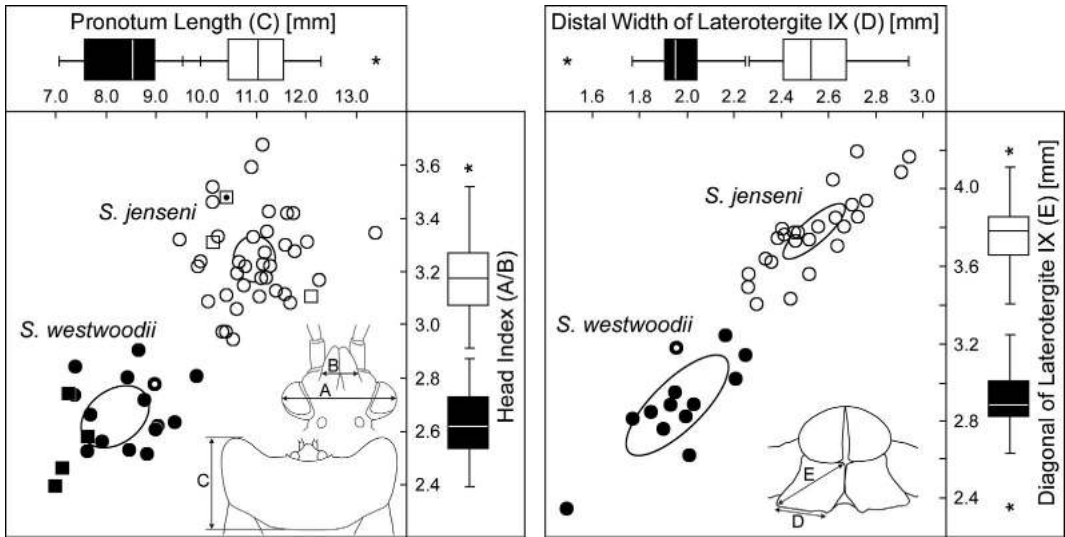 Pronotum Length (C) [mm]
*
7.0 8.0 9.0 10.0 11.0 12.0 13.0
S. jenseni
S. westwoodii
B
A
C
3.6
3.4
3.2
3.0
2.8
2.6
2.4
*
Head Index (A/B)
Distal Width of Laterotergite IX (D) [mm]
*
1.6 1.8 2.0 2.2 2.4 2.6 2.8 3.0
S. jenseni
S. westwoodii
E
D
4.0
3.6
3.2
2.8
2.4
*
*
Diagonal of Laterotergite IX (E) [mm]